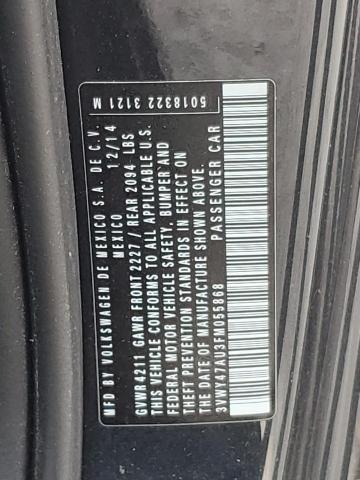 MFD BY VOLKSWAGEN DE MEXICO S.A. DE C.V.
MEXICO 12/14
GVWR4211 GAWR FRONT 2227/ REAR 2094 LBS
THIS VEHICLE CONFORMS TO ALL APPLICABLE U.S.
FEDERAL MOTOR VEHICLE SAFETY, BUMPER AND
THEFT PREVENTION STANDARDS IN EFFECT ON
THE DATE OF MANUFACTURE SHOWN ABOVE.
3VWY47AU3FM055868 PASSENGER CAR
5018322 3121 M